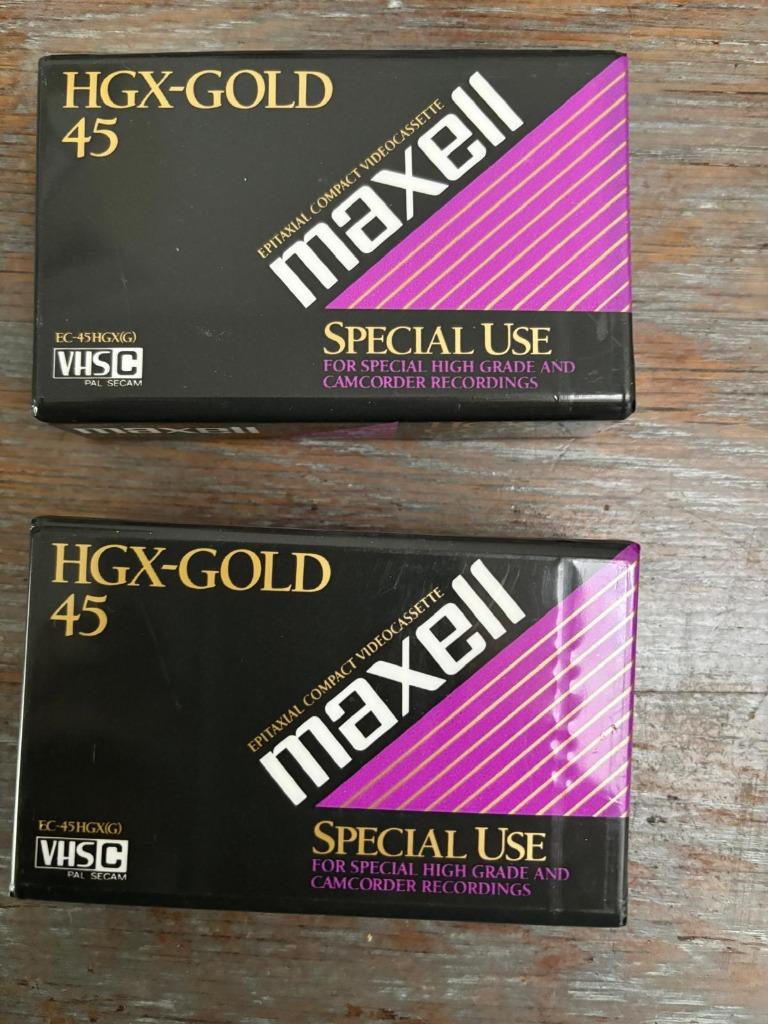 HGX-GOLD
45
EPITAXIAL COMPACT VIDEOCASSETTE
maxell
EC-45HGX(G)
VHS C
PAL SECAM
SPECIAL USE
FOR SPECIAL HIGH GRADE AND
CAMCORDER RECORDINGS
maxell
HGX-GOLD
45
EPITAXIAL COMPACT VIDEOCASSETTE
maxell
EC-45HGX(G)
VHS C
PAL SECAM
SPECIAL USE
FOR SPECIAL HIGH GRADE AND
CAMCORDER RECORDINGS